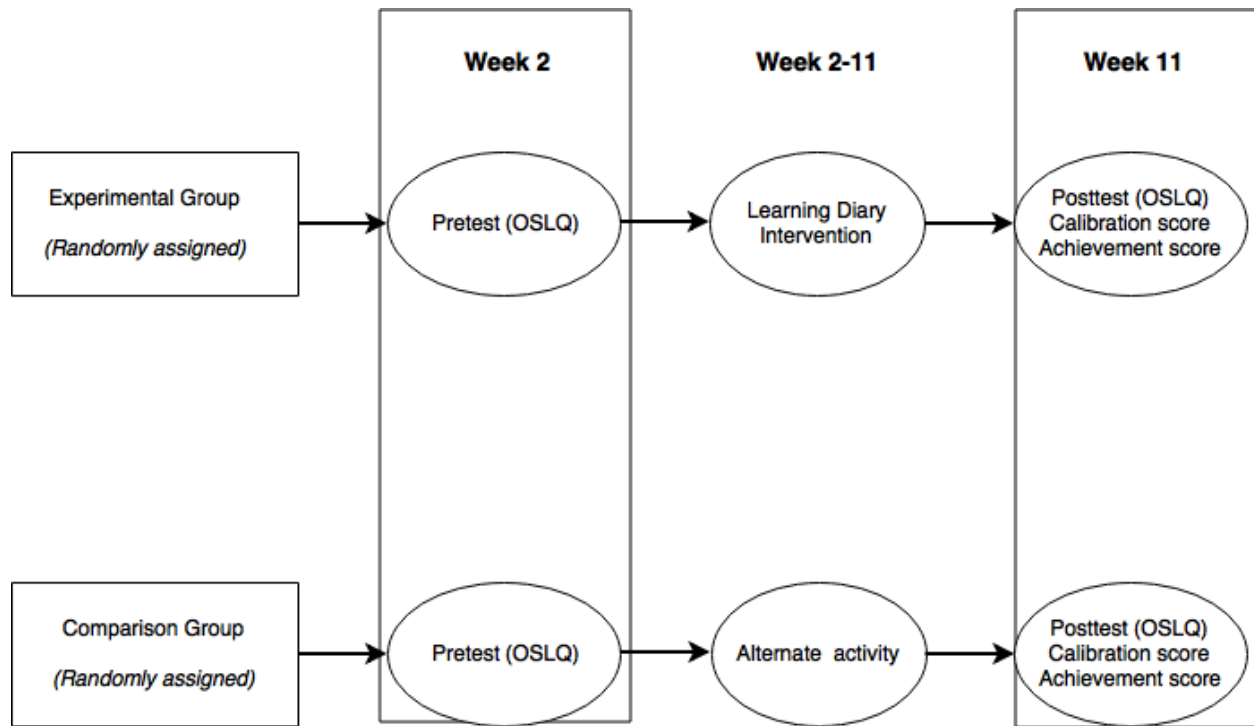 Week 2
Week 2-11
Week 11
Experimental Group
(Randomly assigned)
Pretest (OSLQ)
Learning Diary
Intervention
Posttest (OSLQ)
Calibration score
Achievement score
Comparison Group
(Randomly assigned)
Pretest (OSLQ)
Alternate activity
Posttest (OSLQ)
Calibration score
Achievement score